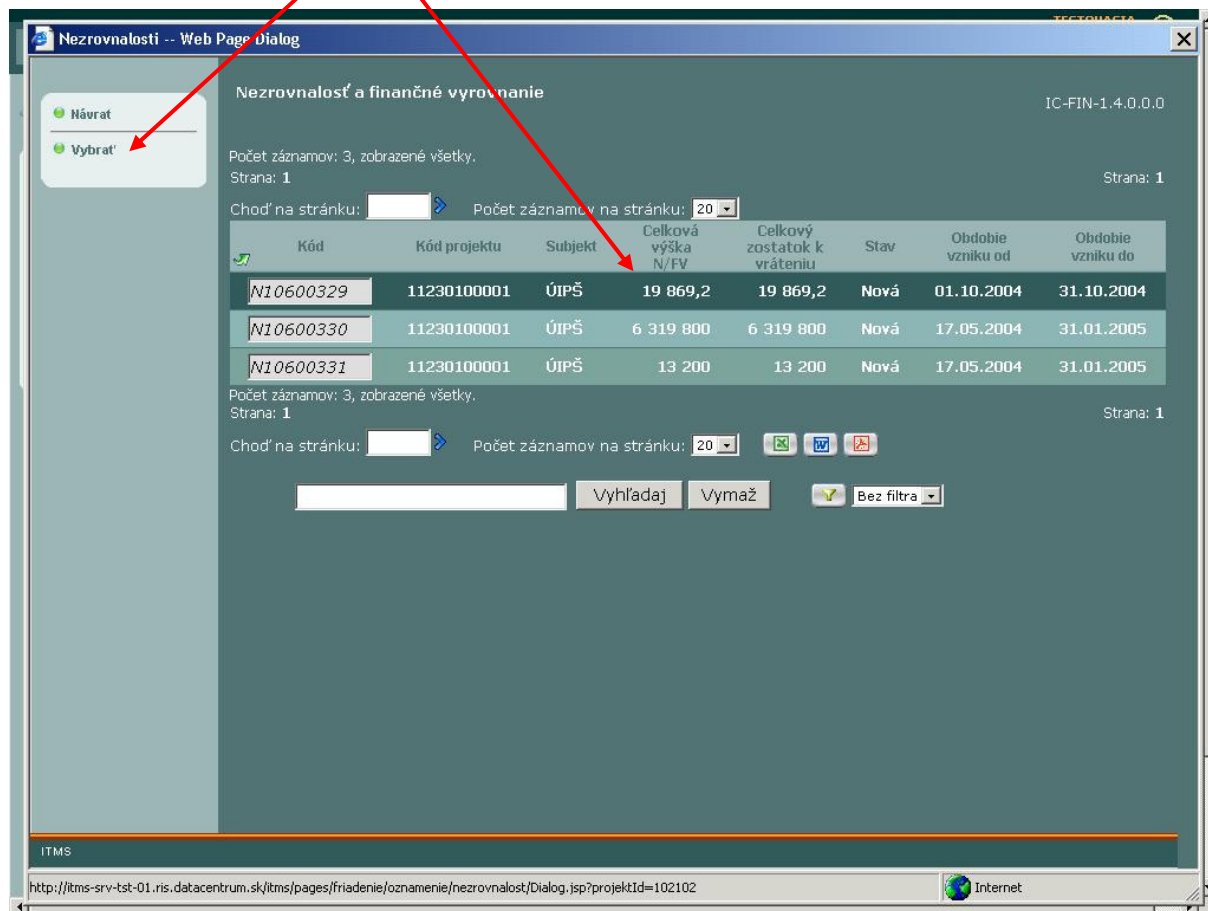 TECTOVACIA
Nezrovnalosti -- Web Page Dialog
Návrat
Vybrať
Nezrovnalosť a finančné vyrovnanie
IC-FIN-1.4.0.0.0
Počet záznamov: 3, zobrazené všetky.
Strana: 1 Strana: 1
Choď na stránku: Počet záznamov na stránku: 20
Kód Kód projektu Subjekt Celková výška N/FV Celkový zostatok k vráteniu Stav Obdobie vzniku od Obdobie vzniku do
N10600329 11230100001 ÚIPŠ 19 869,2 19 869,2 Nová 01.10.2004 31.10.2004
N10600330 11230100001 ÚIPŠ 6 319 800 6 319 800 Nová 17.05.2004 31.01.2005
N10600331 11230100001 ÚIPŠ 13 200 13 200 Nová 17.05.2004 31.01.2005
Počet záznamov: 3, zobrazené všetky.
Strana: 1 Strana: 1
Choď na stránku: Počet záznamov na stránku: 20
Vyhľadaj Vymaž Bez filtra
ITMS
http://itms-srv-tst-01.ris.datacentrum.sk/itms/pages/friadenie/oznamenie/nezrovnalost/Dialog.jsp?projektId=102102 Internet